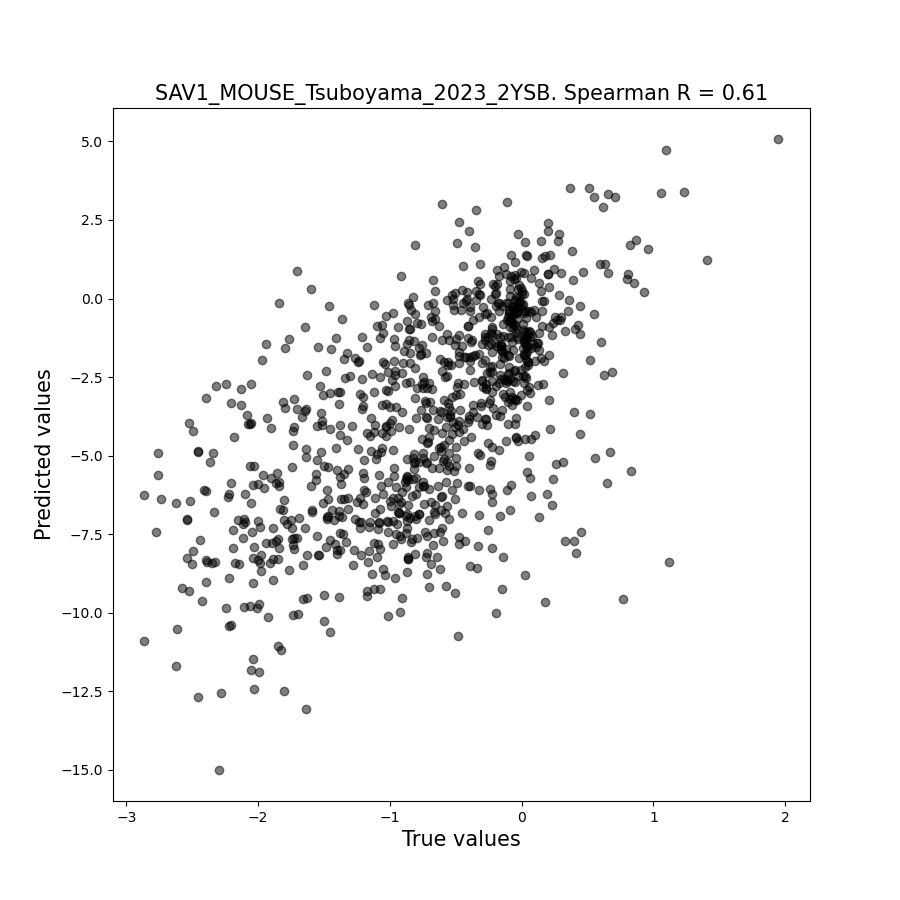 SAV1_MOUSE_Tsuboyama_2023_2YSB. Spearman R = 0.61
5.0
2.5
0.0
−2.5
−5.0
−7.5
−10.0
−12.5
−15.0
Predicted values
−3 −2 −1 0 1 2
True values